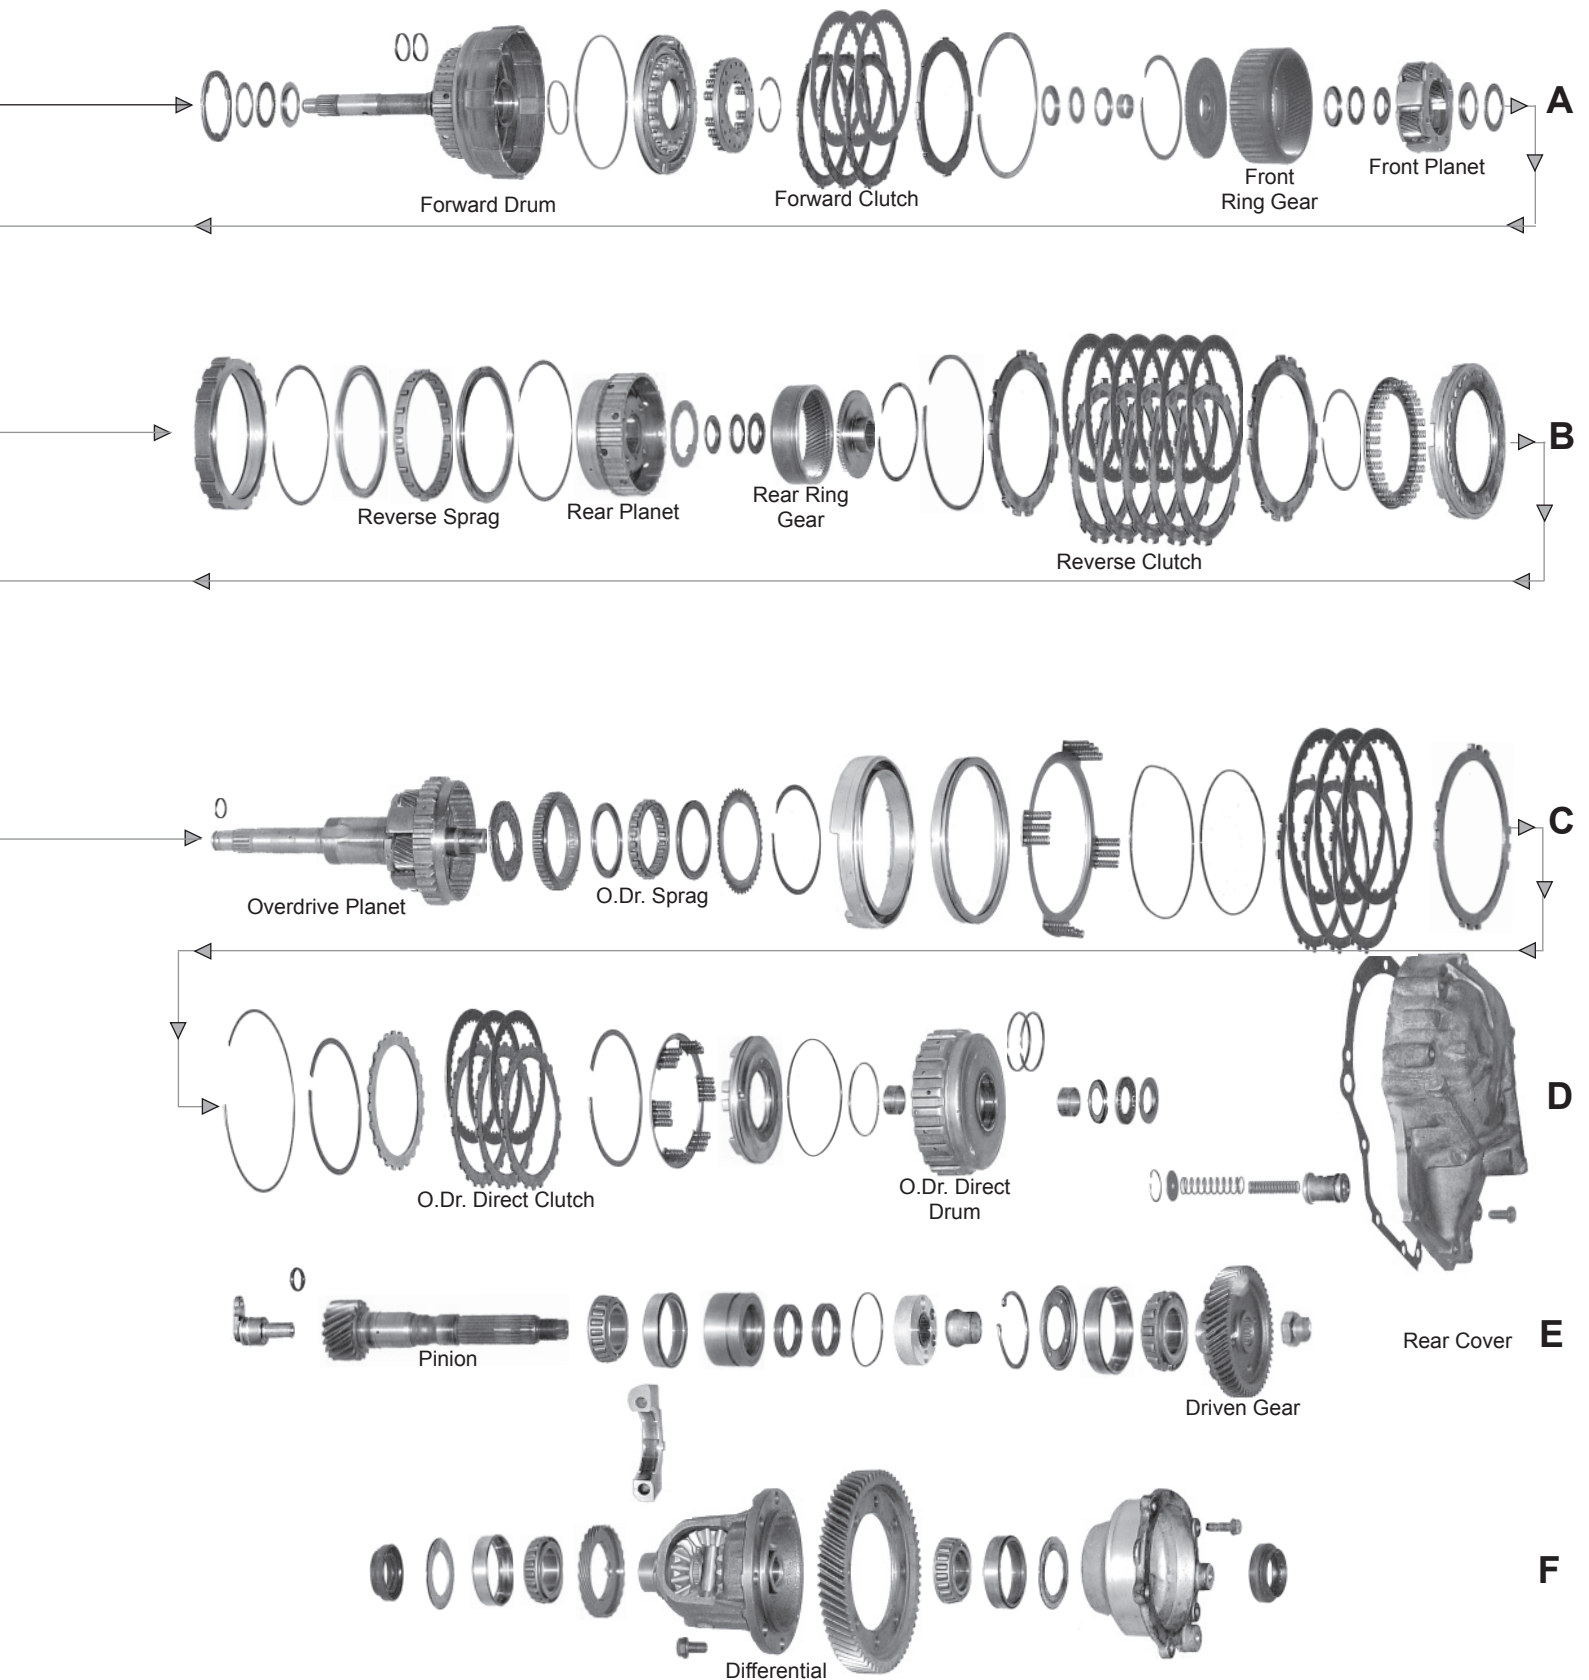 A
Forward Drum
Forward Clutch
Front
Ring Gear
Front Planet
B
Reverse Sprag
Rear Planet
Rear Ring
Gear
Reverse Clutch
C
Overdrive Planet
O.Dr. Sprag
D
O.Dr. Direct Clutch
O.Dr. Direct
Drum
Pinion
Rear Cover
E
Driven Gear
F
Differential